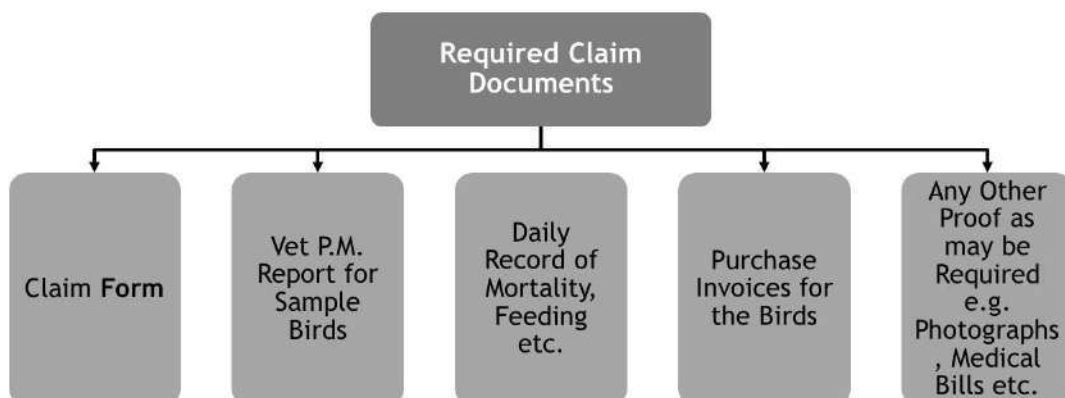 Required Claim
Documents
Claim Form
Vet P.M.
Report for
Sample
Birds
Daily
Record of
Mortality,
Feeding
etc.
Purchase
Invoices for
the Birds
Any Other
Proof as
may be
Required
e.g.
Photographs
, Medical
Bills etc.